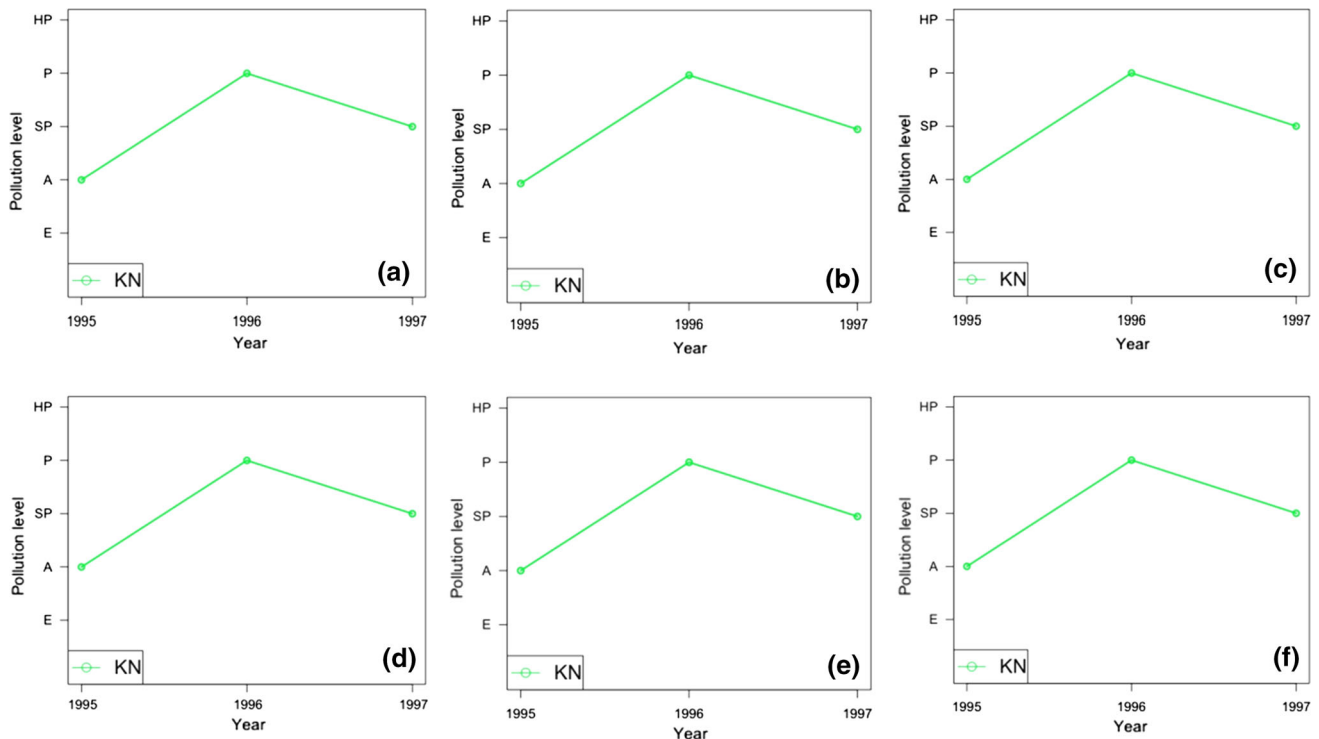 HP
P
SP
A
E
Pollution level
KN
(a)
1995 1996 1997
Year
HP
P
SP
A
E
Pollution level
KN
(b)
1995 1996 1997
Year
HP
P
SP
A
E
Pollution level
KN
(c)
1995 1996 1997
Year
HP
P
SP
A
E
Pollution level
KN
(d)
1995 1996 1997
Year
HP
P
SP
A
E
Pollution level
KN
(e)
1995 1996 1997
Year
HP
P
SP
A
E
Pollution level
KN
(f)
1995 1996 1997
Year